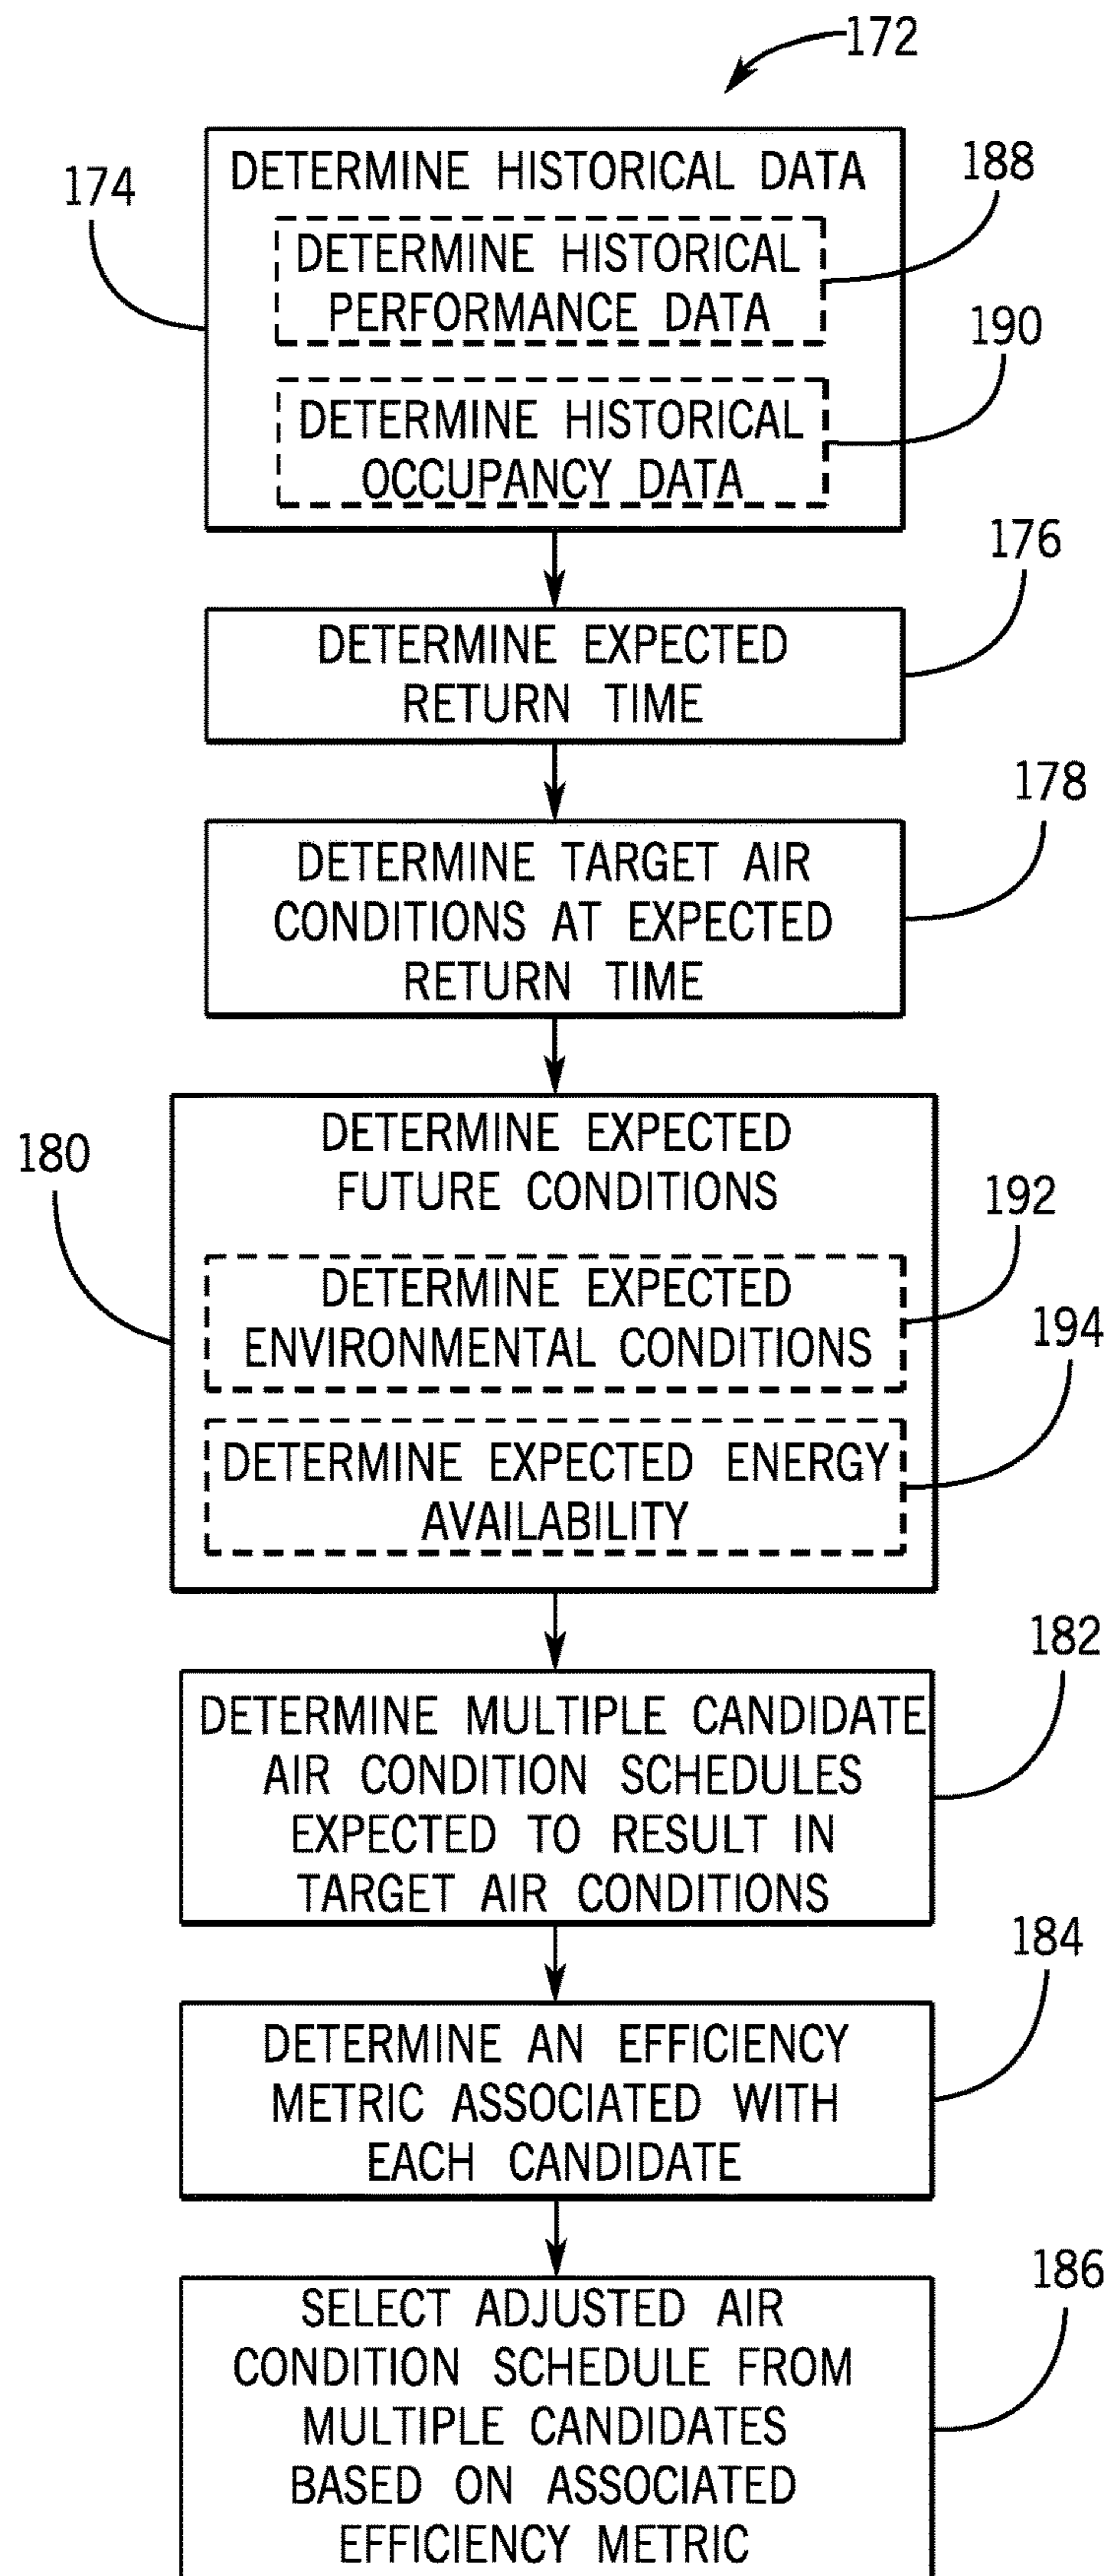 172
174
DETERMINE HISTORICAL DATA
188
DETERMINE HISTORICAL
PERFORMANCE DATA
190
DETERMINE HISTORICAL
OCCUPANCY DATA
176
DETERMINE EXPECTED
RETURN TIME
178
DETERMINE TARGET AIR
CONDITIONS AT EXPECTED
RETURN TIME
180
DETERMINE EXPECTED
FUTURE CONDITIONS
192
DETERMINE EXPECTED
ENVIRONMENTAL CONDITIONS
194
DETERMINE EXPECTED ENERGY
AVAILABILITY
182
DETERMINE MULTIPLE CANDIDATE
AIR CONDITION SCHEDULES
EXPECTED TO RESULT IN
TARGET AIR CONDITIONS
184
DETERMINE AN EFFICIENCY
METRIC ASSOCIATED WITH
EACH CANDIDATE
186
SELECT ADJUSTED AIR
CONDITION SCHEDULE FROM
MULTIPLE CANDIDATES
BASED ON ASSOCIATED
EFFICIENCY METRIC